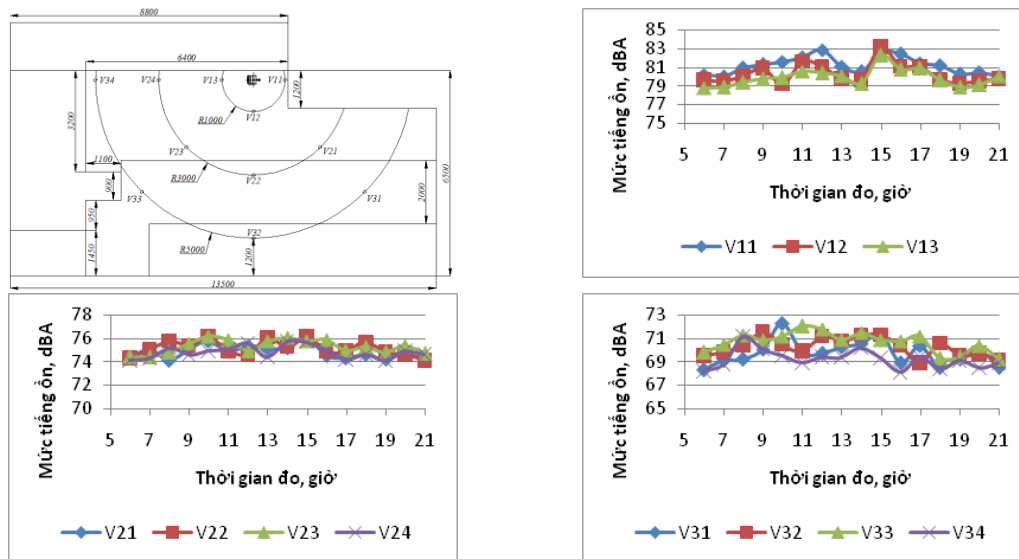 8800
6400
V34
V24
V13
V11
1200
V12
R1000
3200
1100
V23
V21
R3000
V22
900
V33
V31
2000
6500
950
V32
R5000
1450
1200
13500
Mức tiếng ồn, dBA
85
83
81
79
77
75
5 7 9 11 13 15 17 19 21
Thời gian đo, giờ
V11 V12 V13
Mức tiếng ồn, dBA
78
76
74
72
70
5 7 9 11 13 15 17 19 21
Thời gian đo, giờ
V21 V22 V23 V24
Mức tiếng ồn, dBA
73
71
69
67
65
5 7 9 11 13 15 17 19 21
Thời gian đo, giờ
V31 V32 V33 V34